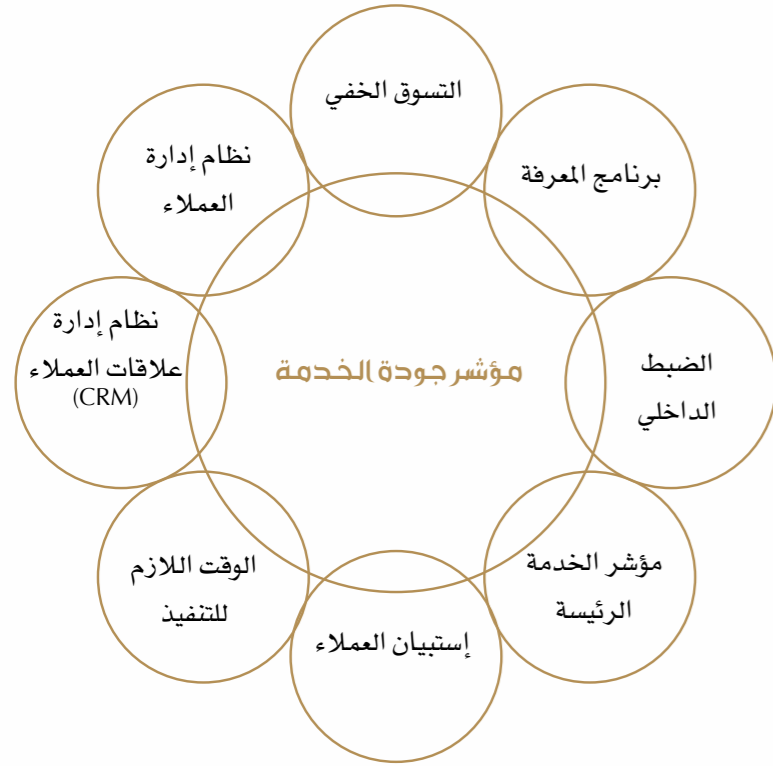 التسوق الخفي
برنامج المعرفة
نظام إدارة
العملاء
الضبط
الداخلي
مؤشر جودة الخدمة
نظام إدارة
علاقات العملاء
(CRM)
مؤشر الخدمة
الرئيسة
الوقت اللازم
للتنفيذ
إستبيان العملاء